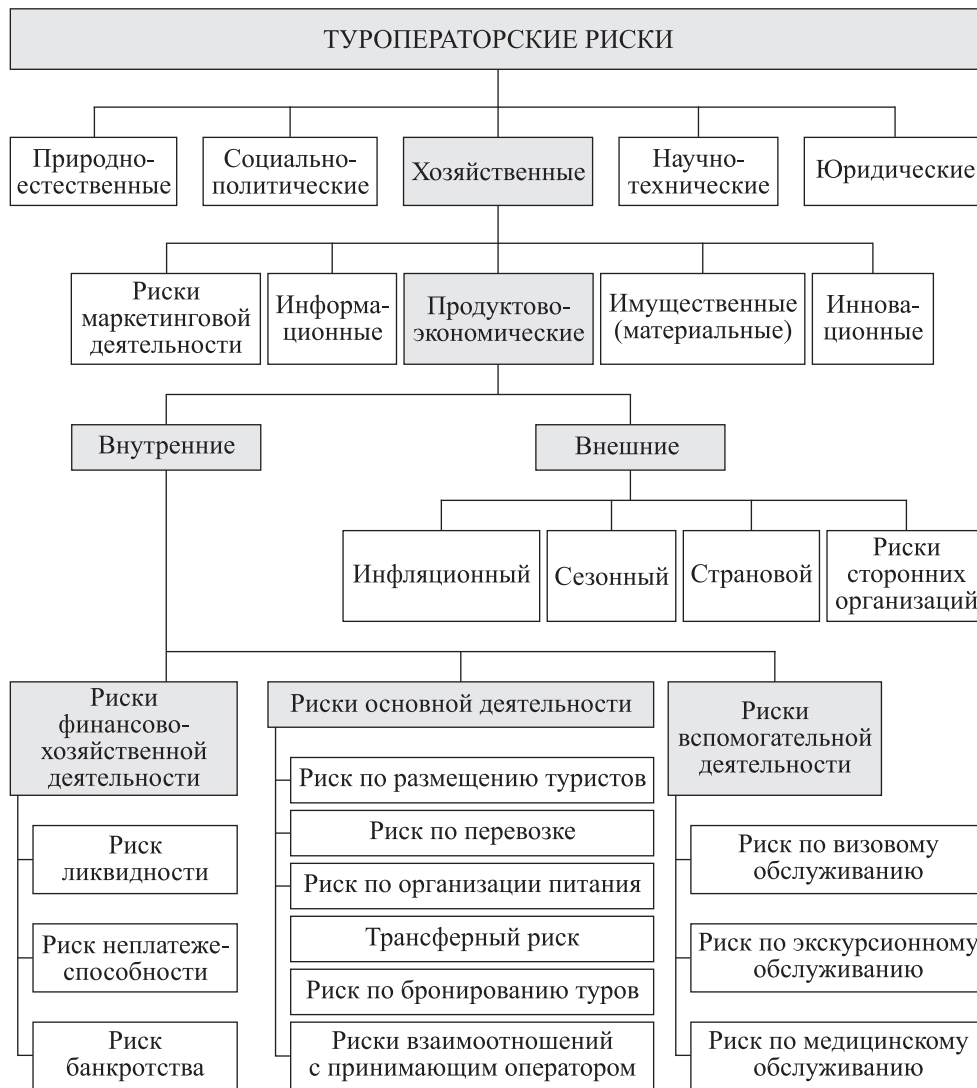 ТУРОПЕРАТОРСКИЕ РИСКИ
Природно-
естественные
Социально-
политические
Хозяйственные
Научно-
технические
Юридические
Риски
маркетинговой
деятельности
Информа-
ционные
Продуктово-
экономические
Имущественные
(материальные)
Иннова-
ционные
Внутренние
Внешние
Инфляционный
Сезонный
Страновой
Риски
сторонних
организаций
Риски
финансово-
хозяйственной
деятельности
Риск
ликвидности
Риск неплатеже-
способности
Риск
банкротства
Риски основной деятельности
Риск по размещению туристов
Риск по перевозке
Риск по организации питания
Трансферный риск
Риск по бронированию туров
Риски взаимоотношений
с принимающим оператором
Риски
вспомогательной
деятельности
Риск по визовому
обслуживанию
Риск по экскурсионному
обслуживанию
Риск по медицинскому
обслуживанию